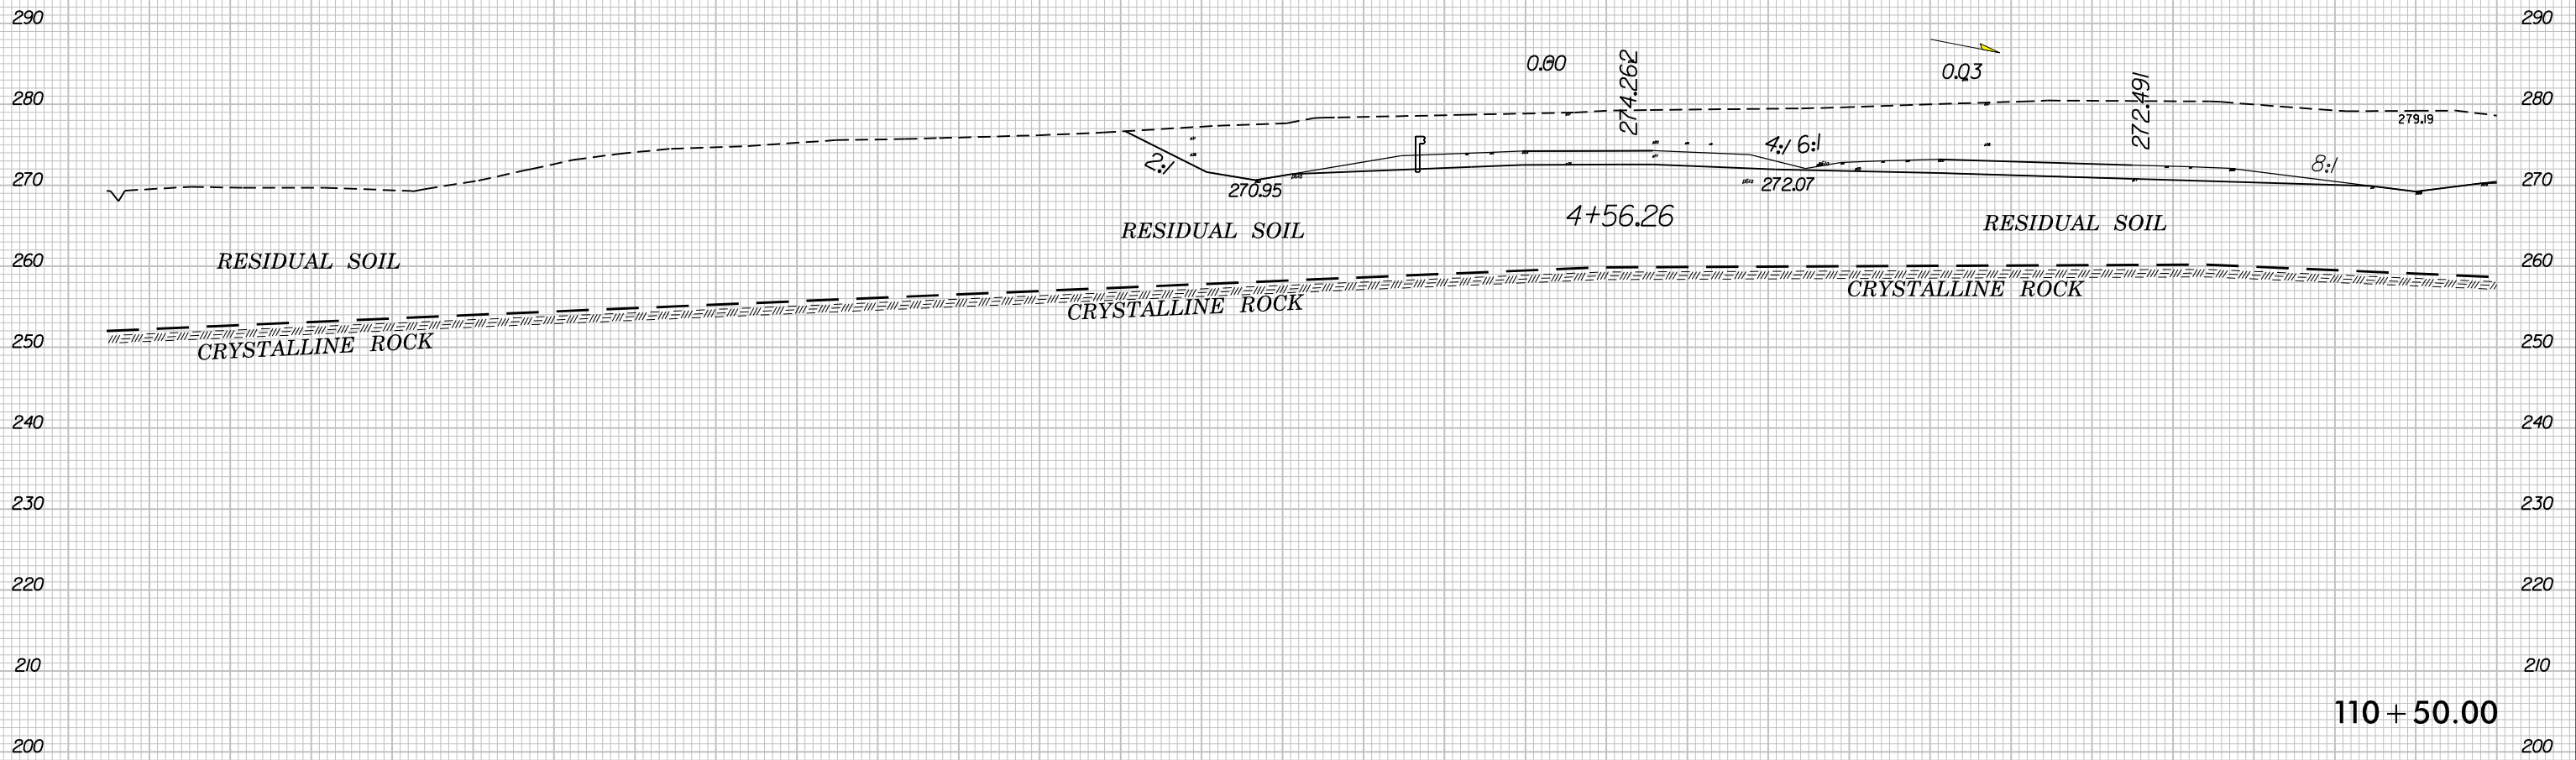 290 290
0.00 274.262 0.03 272.491
280 280
279.19
2:1 4:1 6:1 8:1
270 270
270.95 272.07
4+56.26
RESIDUAL SOIL RESIDUAL SOIL
RESIDUAL SOIL
260 260
CRYSTALLINE ROCK
CRYSTALLINE ROCK
CRYSTALLINE ROCK
250 250
240 240
230 230
220 220
210 210
110+50.00
200 200